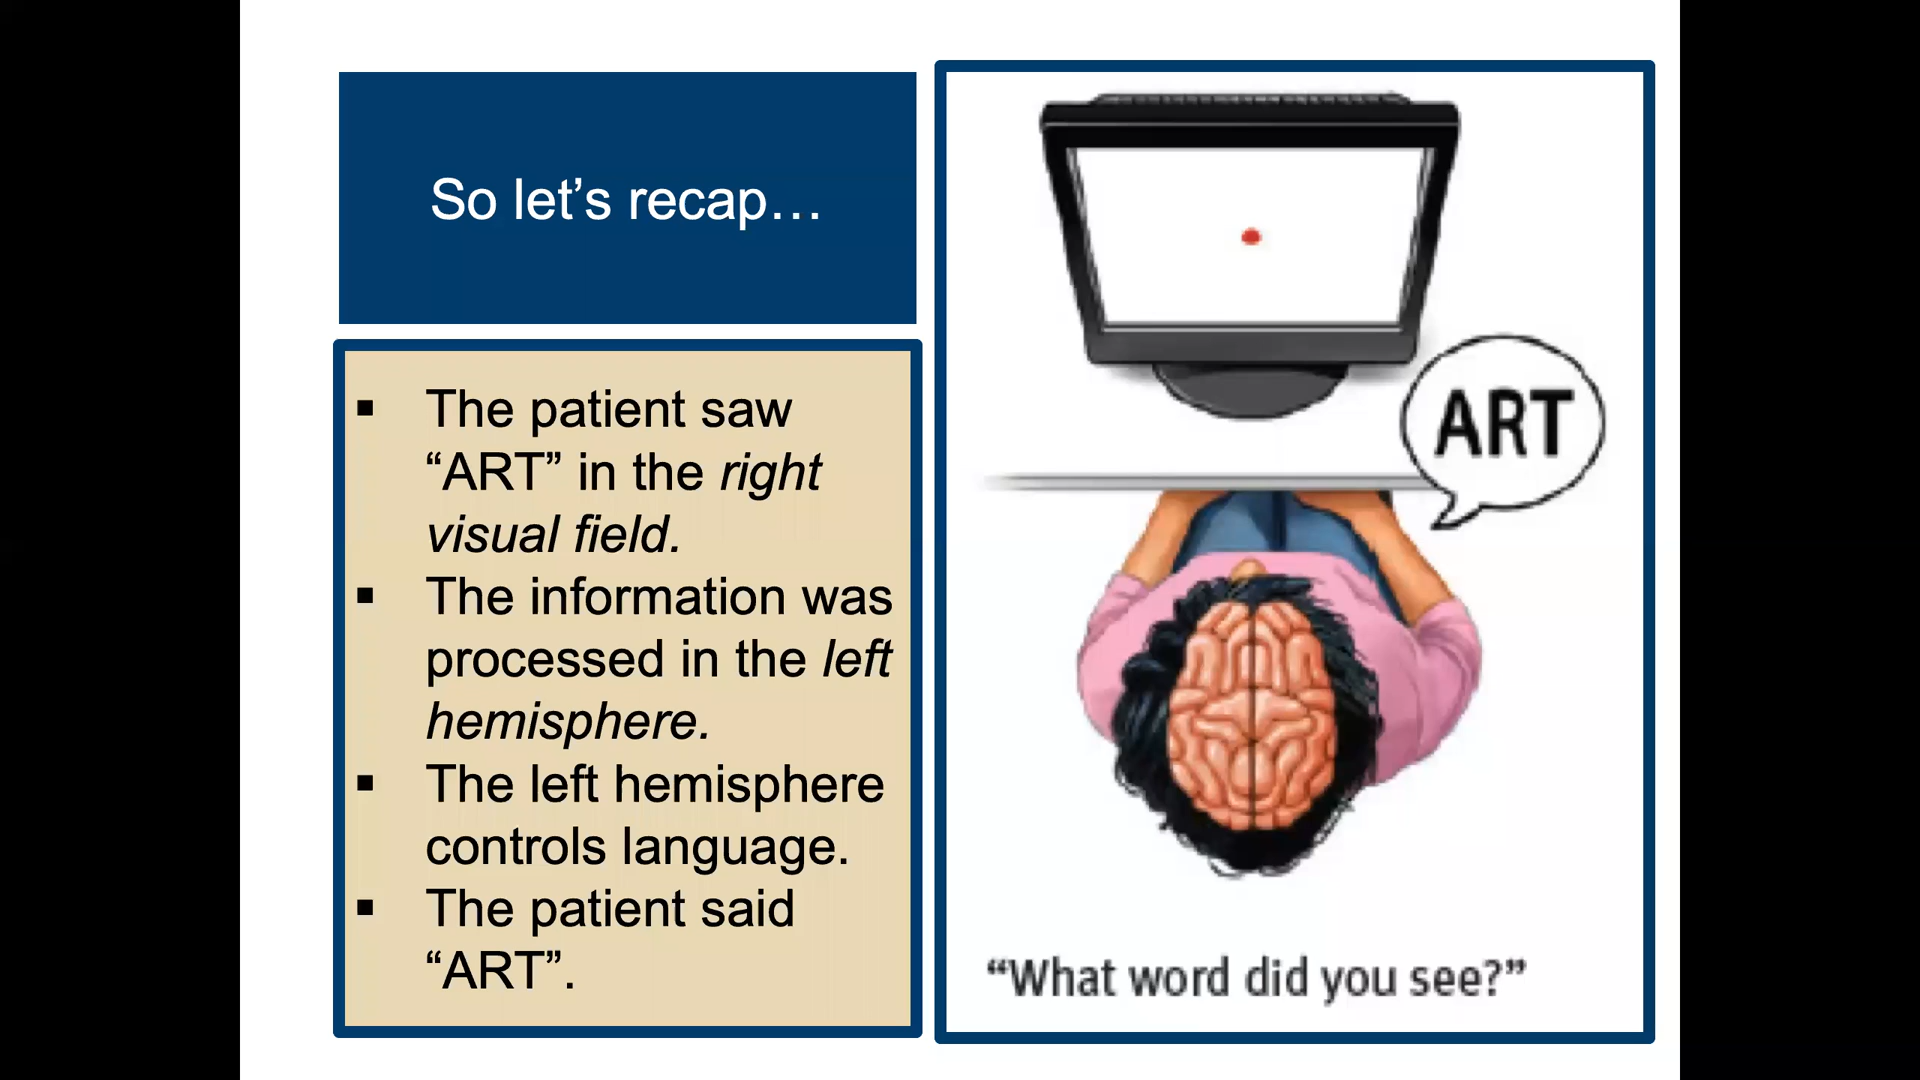 So let’s recap…
▪ The patient saw
“ART” in the right
visual field.
▪ The information was
processed in the left
hemisphere.
▪ The left hemisphere
controls language.
▪ The patient said
“ART”.
ART
“What word did you see?”